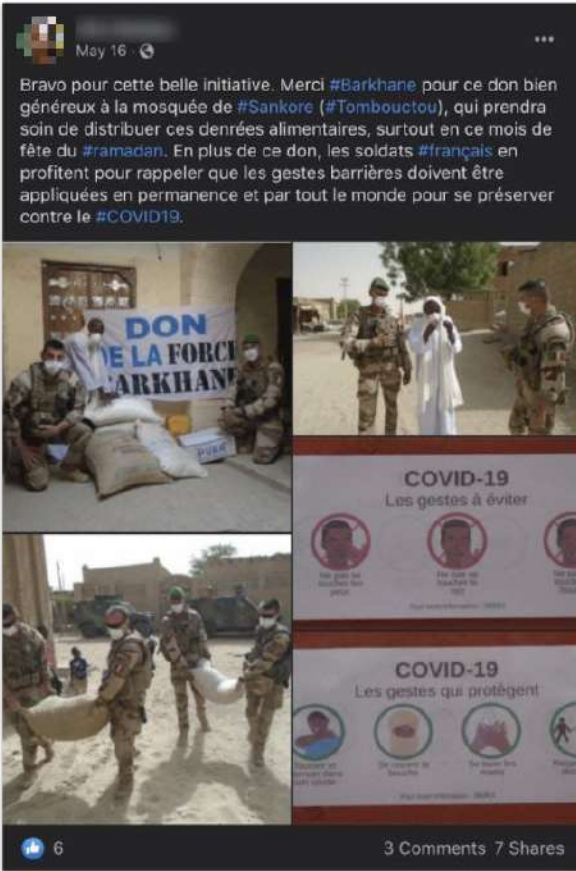 May 16
Bravo pour cette belle initiative. Merci #Barkhane pour ce don bien
généreux à la mosquée de #Sankore (#Tombouctou), qui prendra
soin de distribuer ces denrées alimentaires, surtout en ce mois de
fête du #ramadan. En plus de ce don, les soldats #français en
profitent pour rappeler que les gestes barrières doivent être
appliquées en permanence et par tout le monde pour se préserver
contre le #COVID19.
DON
DE LA FORCE
BARKHANE
COVID-19
Les gestes à éviter
COVID-19
Les gestes qui protègent
6
3 Comments 7 Shares